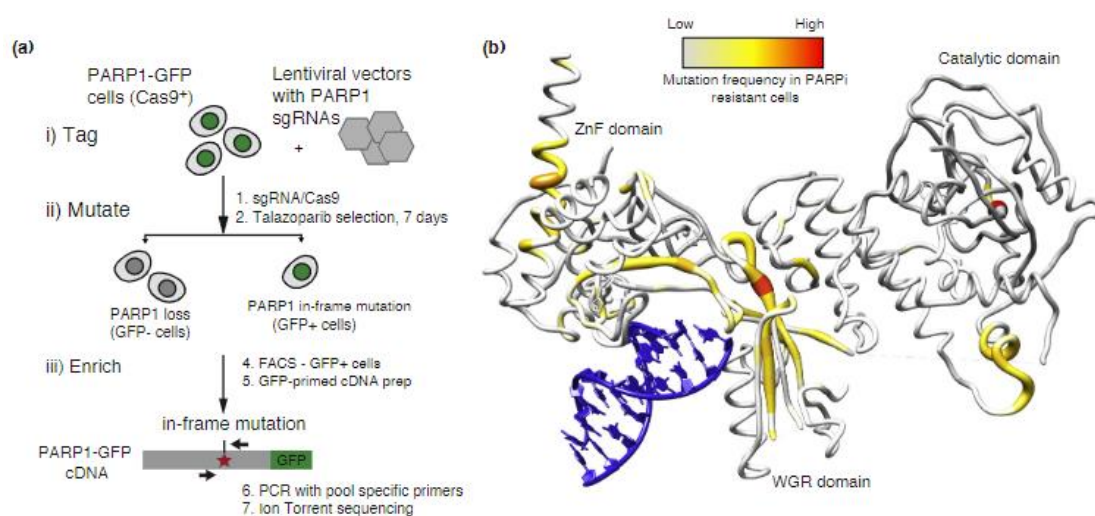 (a)
PARP1-GFP
cells (Cas9+)
Lentiviral vectors
with PARP1
sgRNAs
i) Tag
+
1. sgRNA/Cas9
2. Talazoparib selection, 7 days
ii) Mutate
PARP1 loss
(GFP- cells)
PARP1 in-frame mutation
(GFP+ cells)
iii) Enrich
4. FACS - GFP+ cells
5. GFP-primed cDNA prep
in-frame mutation
PARP1-GFP
cDNA
GFP
6. PCR with pool specific primers
7. Ion Torrent sequencing
(b)
Low
High
Mutation frequency in PARPi
resistant cells
Catalytic domain
ZnF domain
WGR domain